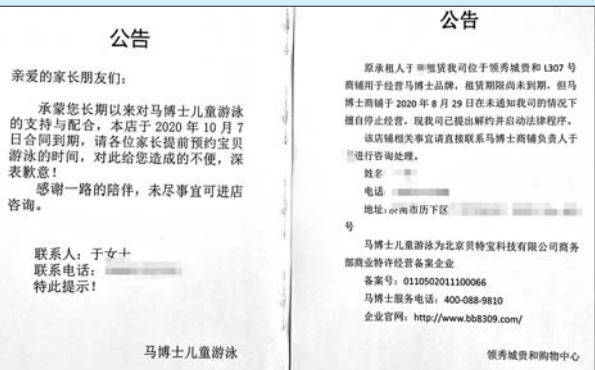 公告
亲爱的家长朋友们：
承蒙您长期以来对马博士儿童游泳
的支持与配合，本店于 2020 年 10 月 7
日合同到期，请各位家长提前预约宝贝
游泳的时间，对此给您造成的不便，深
表歉意！
感谢一路的陪伴，未尽事宜可进店
咨询。
联系人：于女士
联系电话：
特此提示！
马博士儿童游泳
公告
原承租人于 租赁我司位于领秀城贵和 L307 号
商铺用于经营马博士品牌，租赁期限尚未到期，但马
博士商铺于 2020 年 8 月 29 日在未通知我司的情况下
擅自停止经营，现我司已提出解约并启动法律程序。
该店铺相关事宜请直接联系马博士商铺负责人于
进行咨询处理。
姓名
电话
地址： 南市历下区
号
马博士儿童游泳为北京贝特宝科技有限公司商务
部商业特许经营备案企业
备案号：0110502011100066
马博士服务电话：400-088-9810
企业官网：http://www.bb8309.com/
领秀城贵和购物中心